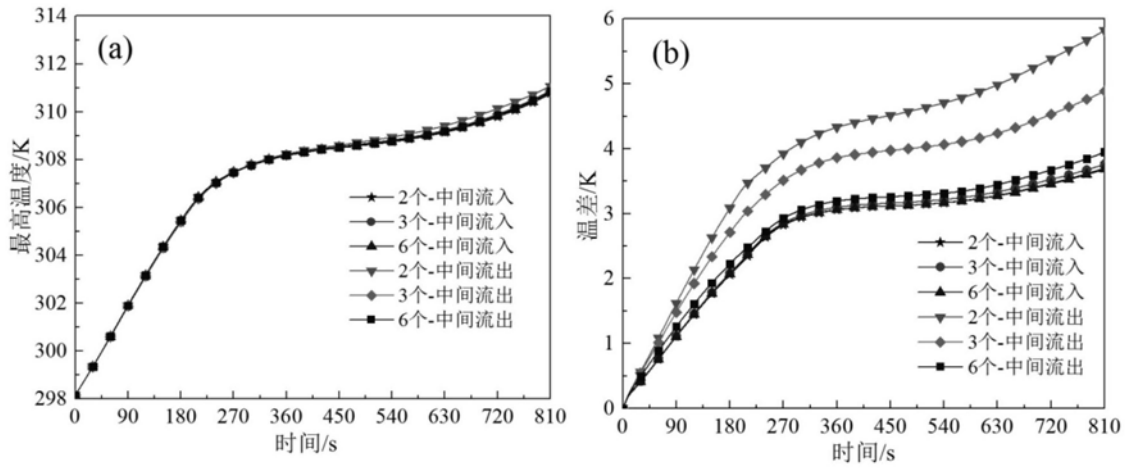 (a)
最高温度/K
314
312
310
308
306
304
302
300
298
0 90 180 270 360 450 540 630 720 810
时间/s
2个-中间流入
3个-中间流入
6个-中间流入
2个-中间流出
3个-中间流出
6个-中间流出
(b)
温差/K
6
5
4
3
2
1
0
0 90 180 270 360 450 540 630 720 810
时间/s
2个-中间流入
3个-中间流入
6个-中间流入
2个-中间流出
3个-中间流出
6个-中间流出